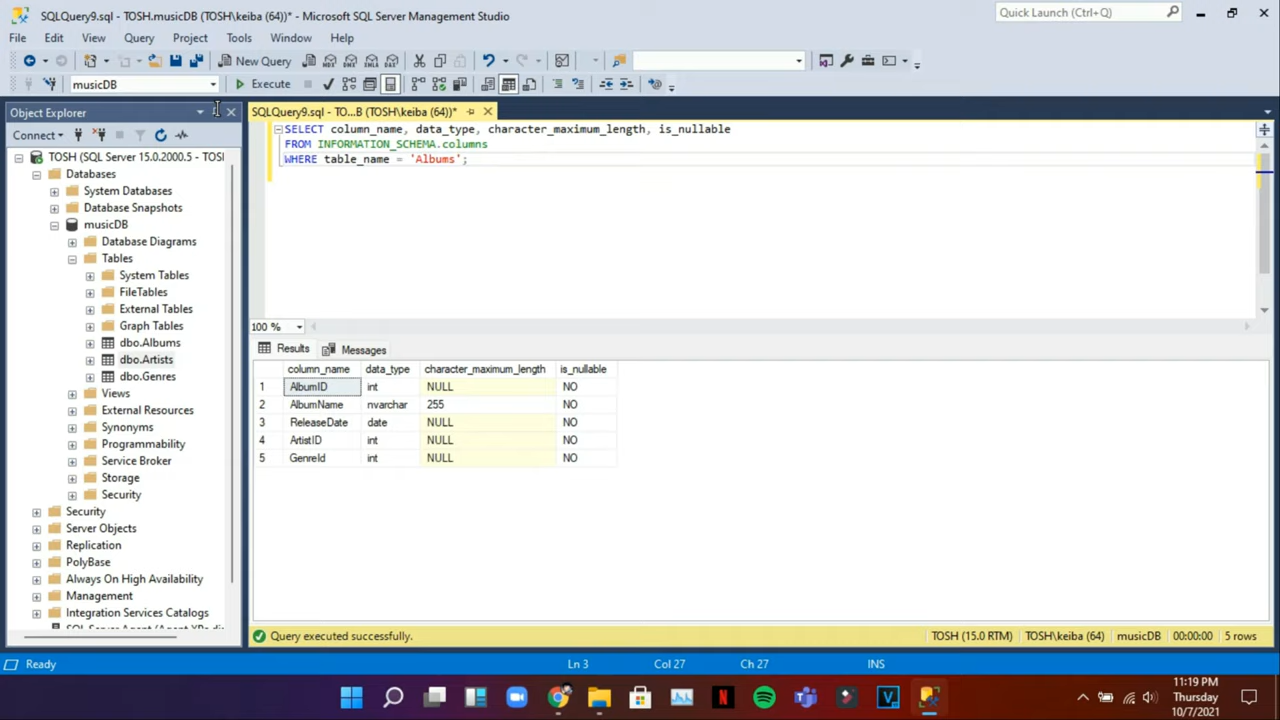 SQLQuery9.sql - TOSH.musicDB (TOSH\keiba (64))* - Microsoft SQL Server Management Studio
Quick Launch (Ctrl+Q)
File Edit View Query Project Tools Window Help
New Query
musicDB
Execute
Object Explorer
SQLQuery9.sql - TO...B (TOSH\keiba (64))*
Connect
SELECT column_name, data_type, character_maximum_length, is_nullable
FROM INFORMATION_SCHEMA.columns
WHERE table_name = 'Albums';
TOSH (SQL Server 15.0.2000.5 - TOSH
Databases
System Databases
Database Snapshots
musicDB
Database Diagrams
Tables
System Tables
FileTables
External Tables
Graph Tables
dbo.Albums
dbo.Artists
dbo.Genres
Views
External Resources
Synonyms
Programmability
Service Broker
Storage
Security
Security
Server Objects
Replication
PolyBase
Always On High Availability
Management
Integration Services Catalogs
100 %
Results Messages
column_name data_type character_maximum_length is_nullable
1 AlbumID int NULL NO
2 AlbumName nvarchar 255 NO
3 ReleaseDate date NULL NO
4 ArtistID int NULL NO
5 GenreId int NULL NO
Query executed successfully.
TOSH (15.0 RTM) TOSH\keiba (64) musicDB 00:00:00 5 rows
Ready Ln 3 Col 27 Ch 27 INS
11:19 PM
Thursday
10/7/2021